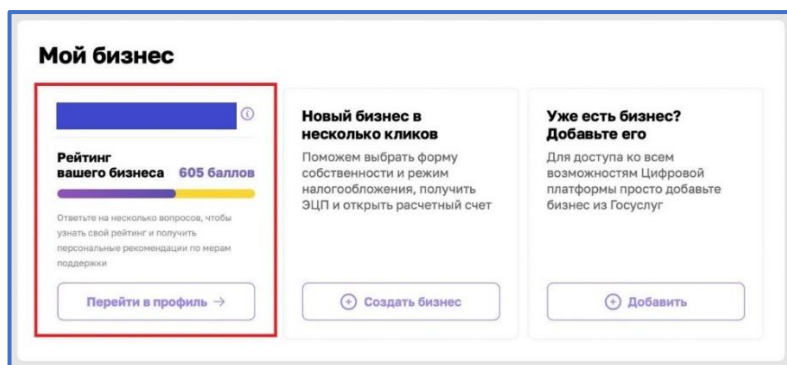 Мой бизнес
Рейтинг
вашего бизнеса 605 баллов
Ответьте на несколько вопросов, чтобы
узнать свой рейтинг и получить
персональные рекомендации по мерам
поддержки
Перейти в профиль →
Новый бизнес в
несколько кликов
Поможем выбрать форму
собственности и режим
налогообложения, получить
ЭЦП и открыть расчетный счет
Создать бизнес
Уже есть бизнес?
Добавьте его
Для доступа ко всем
возможностям Цифровой
платформы просто добавьте
бизнес из Госуслуг
Добавить